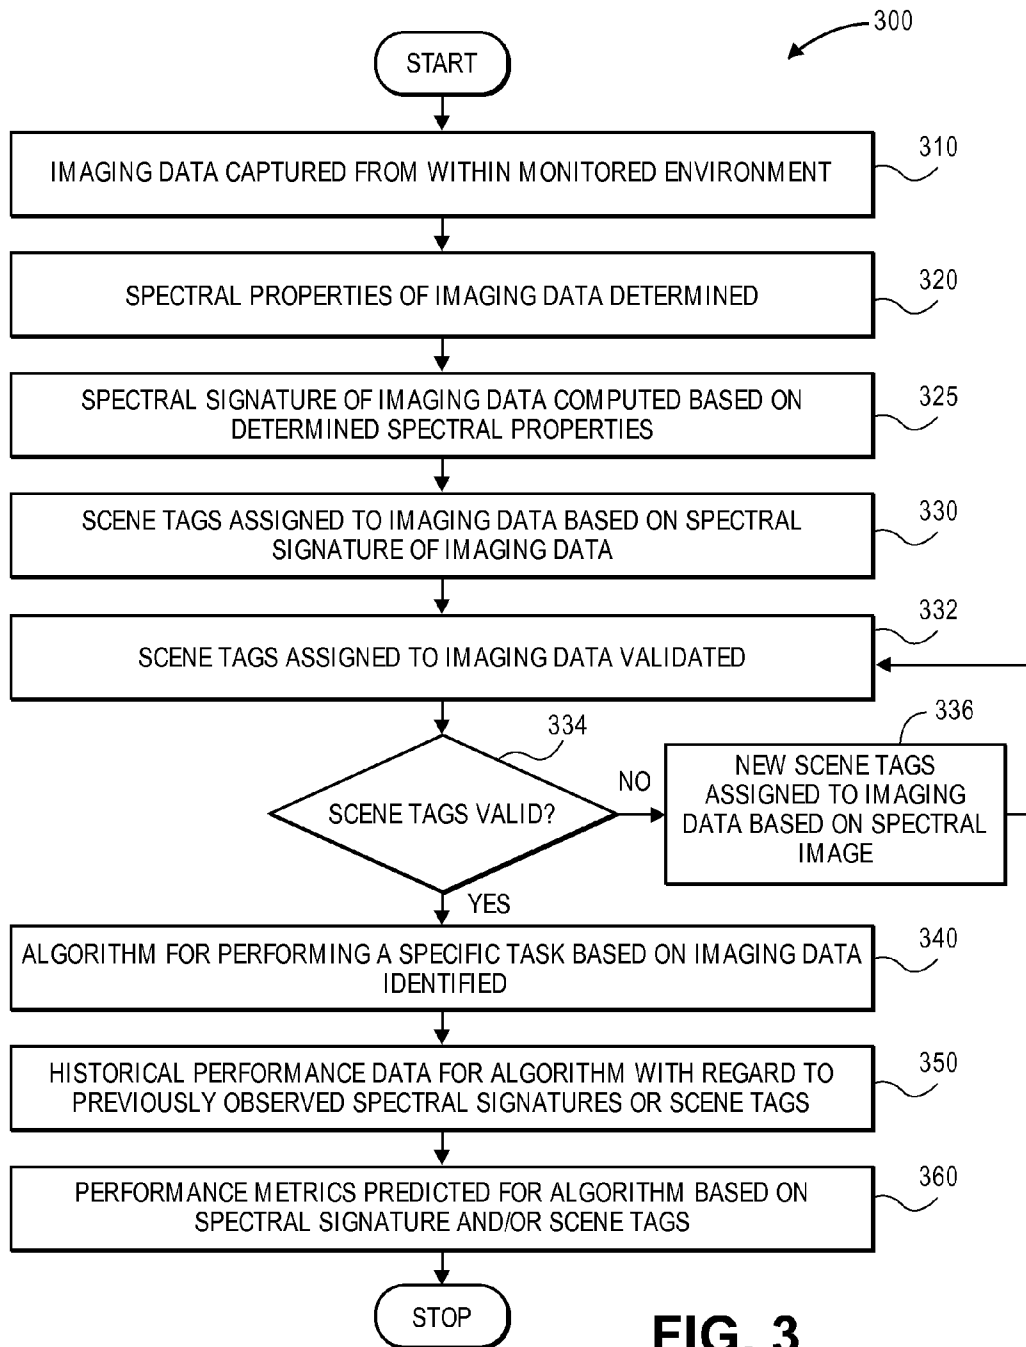 300
START
IMAGING DATA CAPTURED FROM WITHIN MONITORED ENVIRONMENT
310
SPECTRAL PROPERTIES OF IMAGING DATA DETERMINED
320
SPECTRAL SIGNATURE OF IMAGING DATA COMPUTED BASED ON
DETERMINED SPECTRAL PROPERTIES
325
SCENE TAGS ASSIGNED TO IMAGING DATA BASED ON SPECTRAL
SIGNATURE OF IMAGING DATA
330
SCENE TAGS ASSIGNED TO IMAGING DATA VALIDATED
332
334
SCENE TAGS VALID?
NO
336
NEW SCENE TAGS
ASSIGNED TO IMAGING
DATA BASED ON SPECTRAL
IMAGE
YES
ALGORITHM FOR PERFORMING A SPECIFIC TASK BASED ON IMAGING DATA
IDENTIFIED
340
HISTORICAL PERFORMANCE DATA FOR ALGORITHM WITH REGARD TO
PREVIOUSLY OBSERVED SPECTRAL SIGNATURES OR SCENE TAGS
350
PERFORMANCE METRICS PREDICTED FOR ALGORITHM BASED ON
SPECTRAL SIGNATURE AND/OR SCENE TAGS
360
STOP
FIG. 3